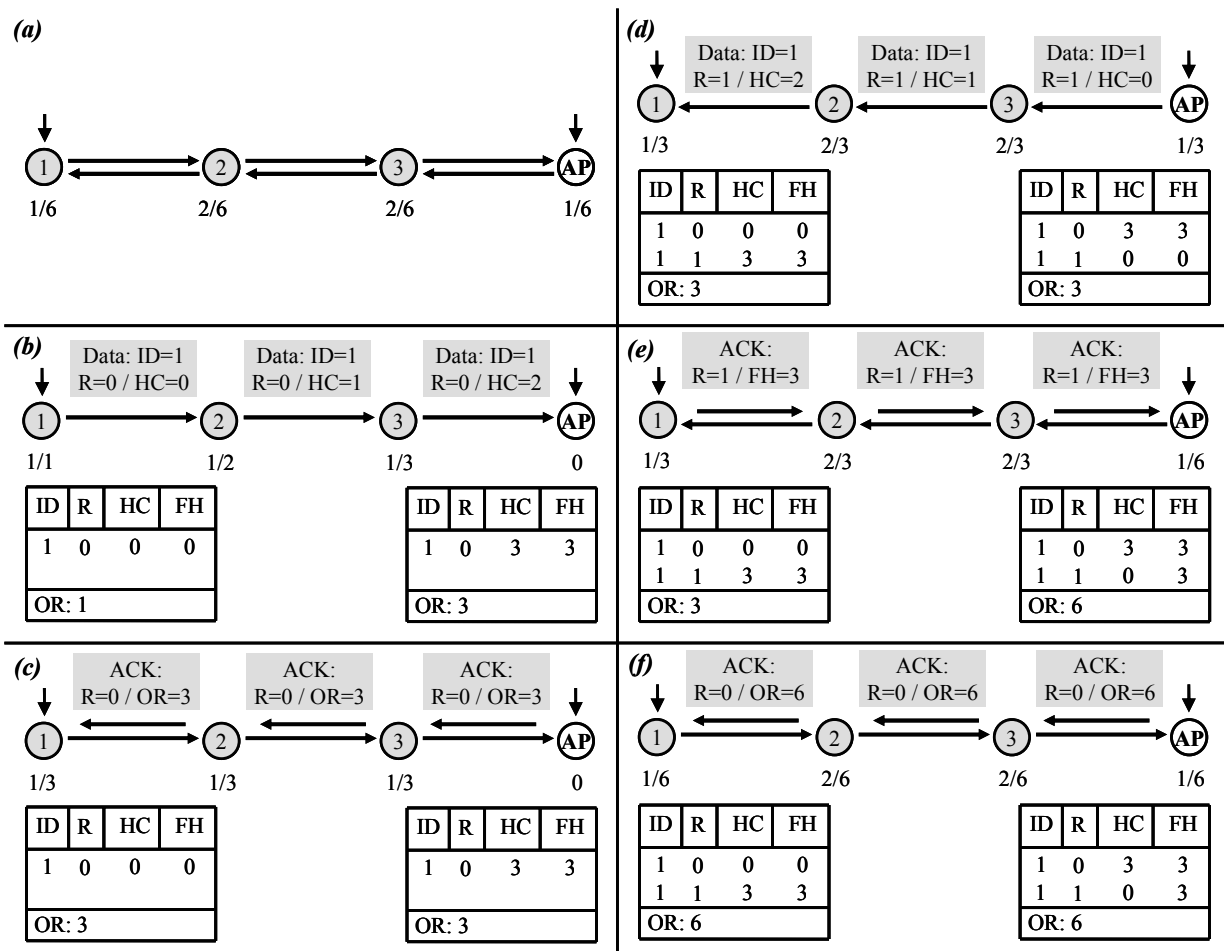 (a)
1 2 3 AP
1/6 2/6 2/6 1/6
(b)
Data: ID=1 Data: ID=1 Data: ID=1
R=0 / HC=0 R=0 / HC=1 R=0 / HC=2
1 2 3 AP
1/1 1/2 1/3 0
ID R HC FH ID R HC FH
1 0 0 0 1 0 3 3
OR: 1 OR: 3
(c)
ACK: ACK: ACK:
R=0 / OR=3 R=0 / OR=3 R=0 / OR=3
1 2 3 AP
1/3 1/3 1/3 0
ID R HC FH ID R HC FH
1 0 0 0 1 0 3 3
OR: 3 OR: 3
(d)
Data: ID=1 Data: ID=1 Data: ID=1
R=1 / HC=2 R=1 / HC=1 R=1 / HC=0
1 2 3 AP
1/3 2/3 2/3 1/3
ID R HC FH ID R HC FH
1 0 0 0 1 0 3 3
1 1 3 3 1 1 0 0
OR: 3 OR: 3
(e)
ACK: ACK: ACK:
R=1 / FH=3 R=1 / FH=3 R=1 / FH=3
1 2 3 AP
1/3 2/3 2/3 1/6
ID R HC FH ID R HC FH
1 0 0 0 1 0 3 3
1 1 3 3 1 1 0 3
OR: 3 OR: 6
(f)
ACK: ACK: ACK:
R=0 / OR=6 R=0 / OR=6 R=0 / OR=6
1 2 3 AP
1/6 2/6 2/6 1/6
ID R HC FH ID R HC FH
1 0 0 0 1 0 3 3
1 1 3 3 1 1 0 3
OR: 6 OR: 6